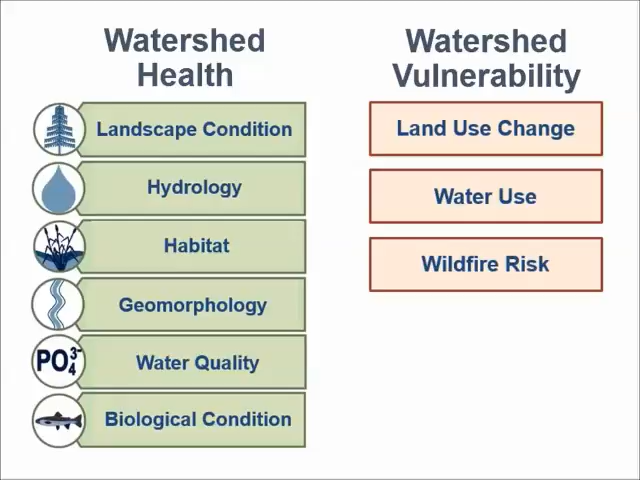 Watershed
Health
Landscape Condition
Hydrology
Habitat
Geomorphology
PO₄³⁻
Water Quality
Biological Condition
Watershed
Vulnerability
Land Use Change
Water Use
Wildfire Risk